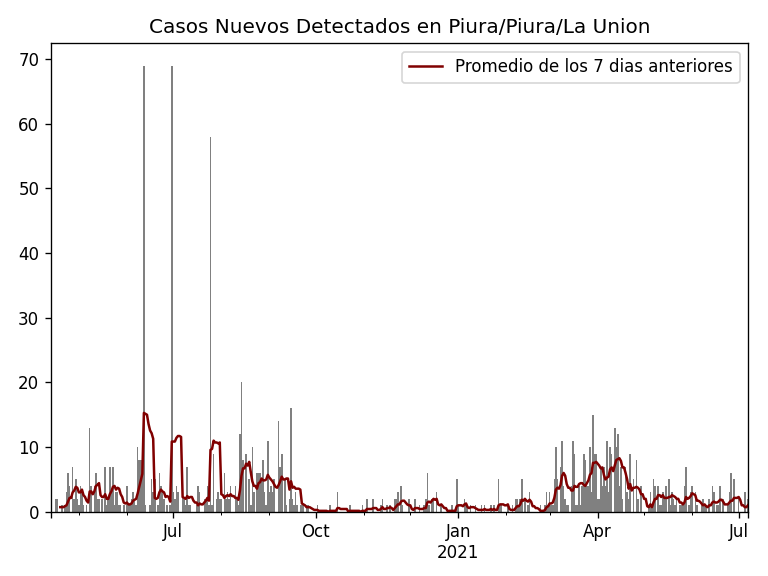 Casos Nuevos Detectados en Piura/Piura/La Union
Promedio de los 7 dias anteriores
70
60
50
40
30
20
10
0
Jul
Oct
Jan
2021
Apr
Jul